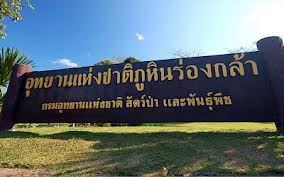 อุทยานแห่งชาติภูหินร่องกล้า
กรมอุทยานแห่งชาติ สัตว์ป่า และพันธุ์พืช